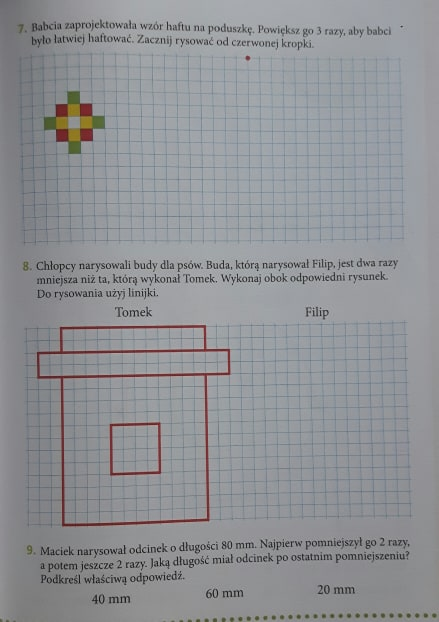 7. Babcia zaprojektowała wzór haftu na poduszkę. Powiększ go 3 razy, aby babci
było łatwiej haftować. Zacznij rysować od czerwonej kropki.
8. Chłopcy narysowali budy dla psów. Buda, którą narysował Filip, jest dwa razy
mniejsza niż ta, którą wykonał Tomek. Wykonaj obok odpowiedni rysunek.
Do rysowania użyj linijki.
Tomek Filip
9. Maciek narysował odcinek o długości 80 mm. Najpierw pomniejszył go 2 razy,
a potem jeszcze 2 razy. Jaką długość miał odcinek po ostatnim pomniejszeniu?
Podkreśl właściwą odpowiedź.
40 mm 60 mm 20 mm